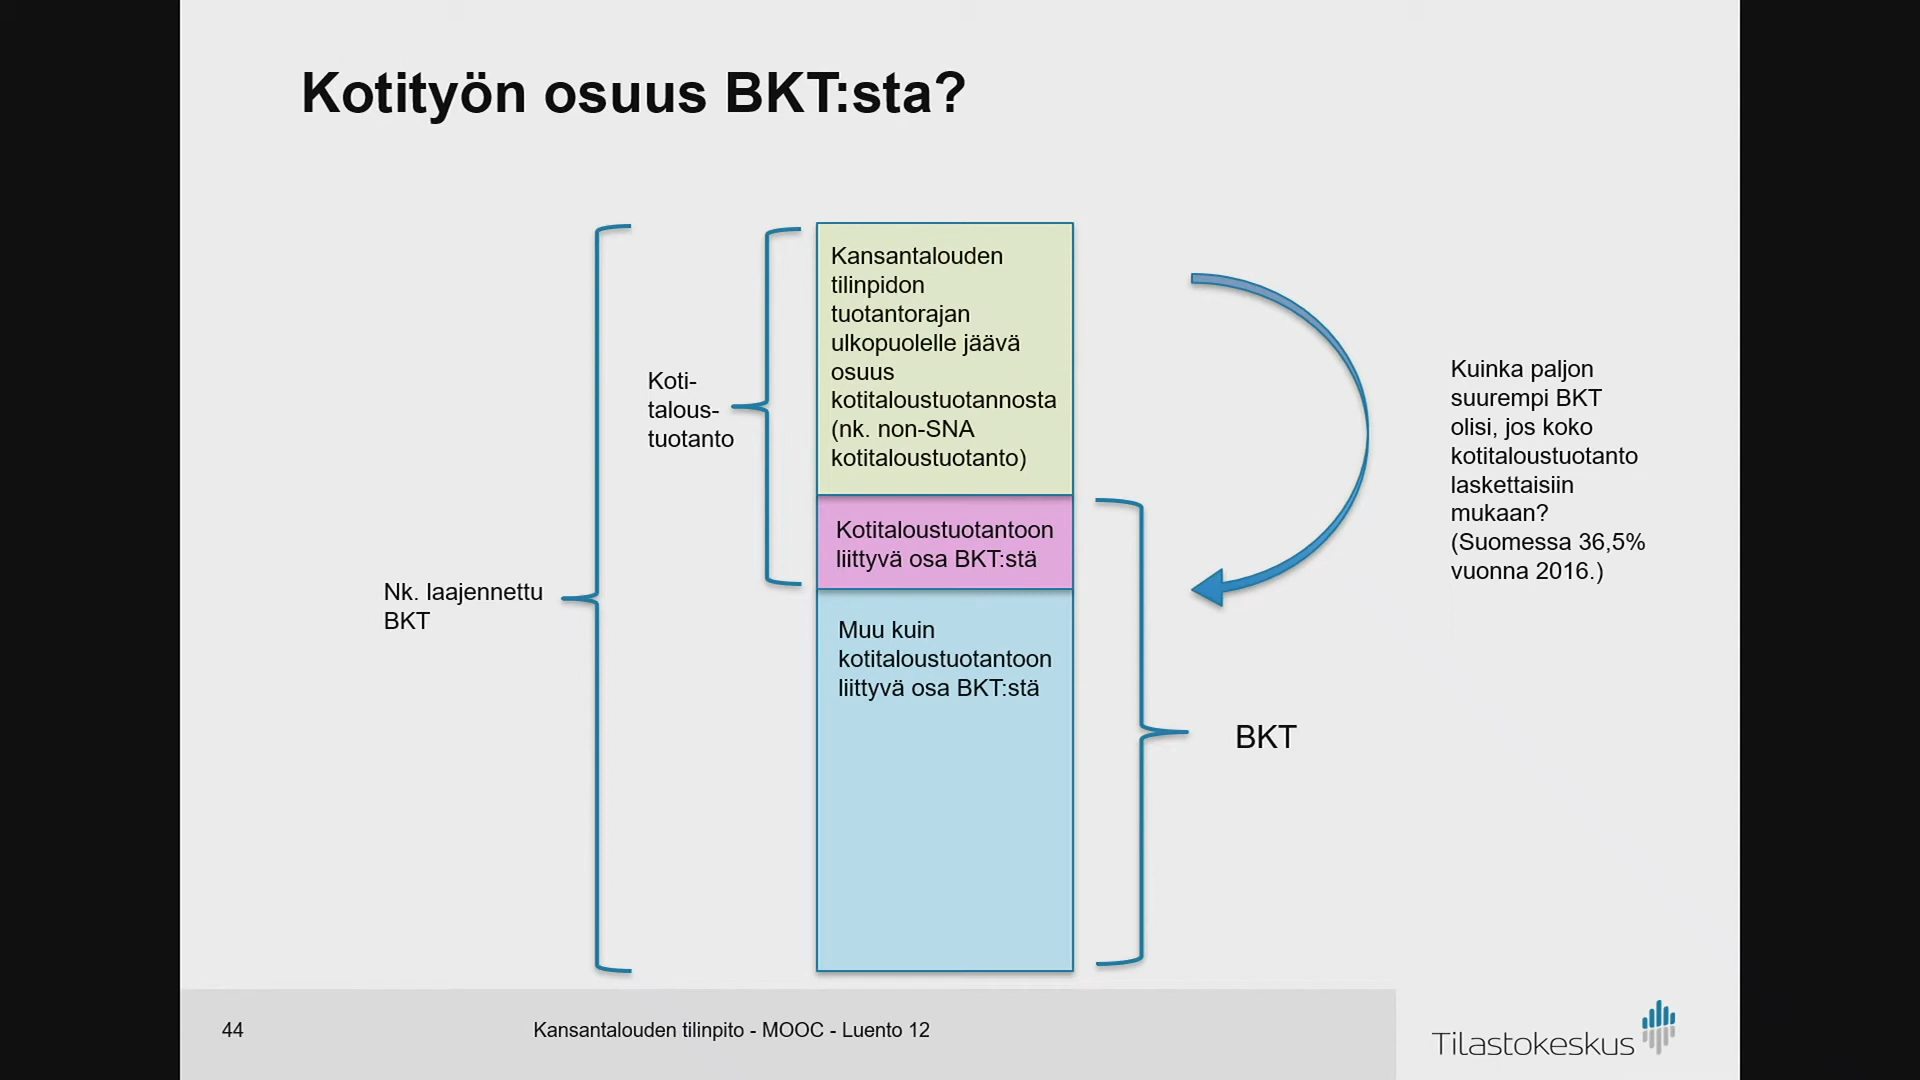 Kotityön osuus BKT:sta?
Kansantalouden
tilinpidon
tuotantorajan
ulkopuolelle jäävä
osuus
kotitaloustuotannosta
(nk. non-SNA
kotitaloustuotanto)
Koti-
talous-
tuotanto
Kuinka paljon
suurempi BKT
olisi, jos koko
kotitaloustuotanto
laskettaisiin
mukaan?
(Suomessa 36,5%
vuonna 2016.)
Kotitaloustuotantoon
liittyvä osa BKT:stä
Nk. laajennettu
BKT
Muu kuin
kotitaloustuotantoon
liittyvä osa BKT:stä
BKT
44
Kansantalouden tilinpito - MOOC - Luento 12
Tilastokeskus